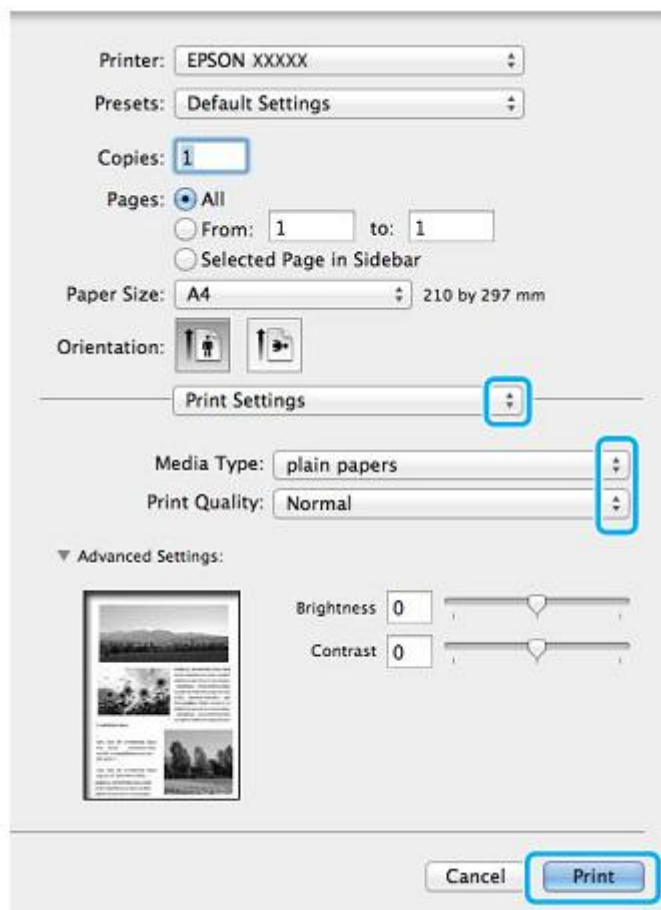 Printer: EPSON XXXXX
Presets: Default Settings
Copies: 1
Pages: All
From: 1 to: 1
Selected Page in Sidebar
Paper Size: A4 210 by 297 mm
Orientation:
Print Settings
Media Type: plain papers
Print Quality: Normal
Advanced Settings:
Brightness 0
Contrast 0
Cancel Print